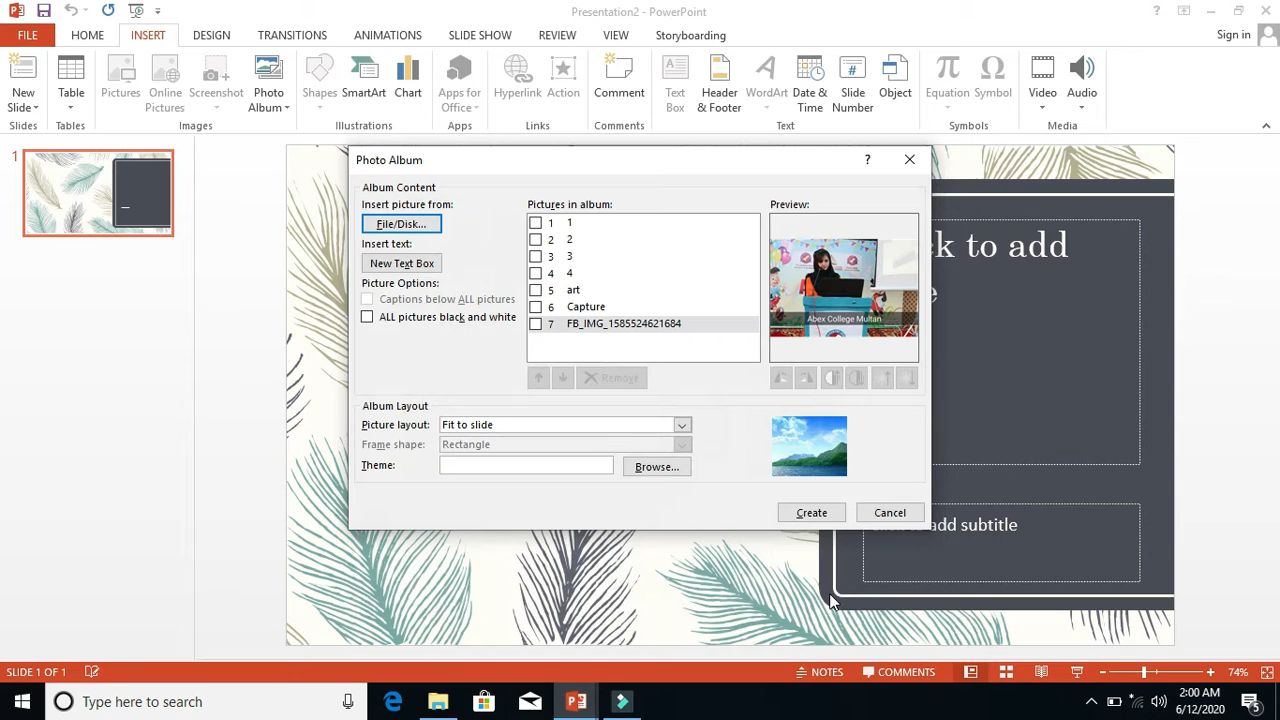 Presentation2 - PowerPoint
?
FILE HOME INSERT DESIGN TRANSITIONS ANIMATIONS SLIDE SHOW REVIEW VIEW Storyboarding Sign in
New Slide
Table
Pictures
Online Pictures
Screenshot
Photo Album
Shapes
SmartArt
Chart
Apps for Office
Hyperlink
Action
Comment
Text Box
Header & Footer
WordArt
Date & Time
Slide Number
Object
Equation
Symbol
Video
Audio
Slides Tables Images Illustrations Apps Links Comments Text Symbols Media
1
Photo Album
?
Album Content
Insert picture from:
File/Disk...
Insert text:
New Text Box
Picture Options:
Captions below ALL pictures
ALL pictures black and white
Pictures in album:
1 1
2 2
3 3
4 4
5 art
6 Capture
7 FB_IMG_1585524621684
Remove
Preview:
Abex College Multan
Album Layout
Picture layout: Fit to slide
Frame shape: Rectangle
Theme:
Browse...
Create
Cancel
to add
add subtitle
SLIDE 1 OF 1
NOTES
COMMENTS
74%
Type here to search
2:00 AM
6/12/2020
5